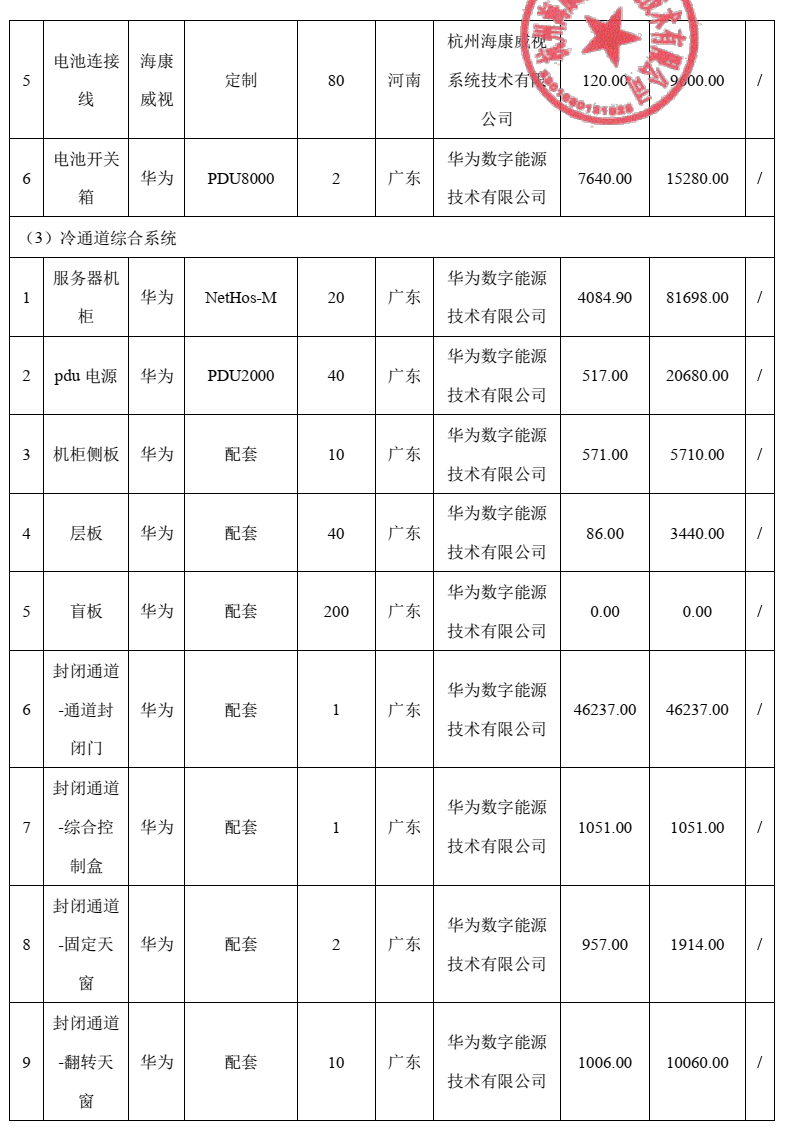 5 电池连接线 海康威视 定制 80 河南 杭州海康威视系统技术有限公司 120.00 9600.00 /
6 电池开关箱 华为 PDU8000 2 广东 华为数字能源技术有限公司 7640.00 15280.00 /
（3）冷通道综合系统
1 服务器机柜 华为 NetHos-M 20 广东 华为数字能源技术有限公司 4084.90 81698.00 /
2 pdu 电源 华为 PDU2000 40 广东 华为数字能源技术有限公司 517.00 20680.00 /
3 机柜侧板 华为 配套 10 广东 华为数字能源技术有限公司 571.00 5710.00 /
4 层板 华为 配套 40 广东 华为数字能源技术有限公司 86.00 3440.00 /
5 盲板 华为 配套 200 广东 华为数字能源技术有限公司 0.00 0.00 /
6 封闭通道-通道封闭门 华为 配套 1 广东 华为数字能源技术有限公司 46237.00 46237.00 /
7 封闭通道-综合控制盒 华为 配套 1 广东 华为数字能源技术有限公司 1051.00 1051.00 /
8 封闭通道-固定天窗 华为 配套 2 广东 华为数字能源技术有限公司 957.00 1914.00 /
9 封闭通道-翻转天窗 华为 配套 10 广东 华为数字能源技术有限公司 1006.00 10060.00 /